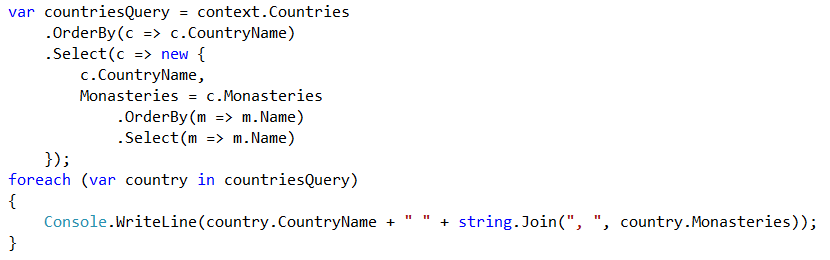 var countriesQuery = context.Countries
    .OrderBy(c => c.CountryName)
    .Select(c => new {
        c.CountryName,
        Monasteries = c.Monasteries
            .OrderBy(m => m.Name)
            .Select(m => m.Name)
    });
foreach (var country in countriesQuery)
{
    Console.WriteLine(country.CountryName + " " + string.Join(", ", country.Monasteries));
}